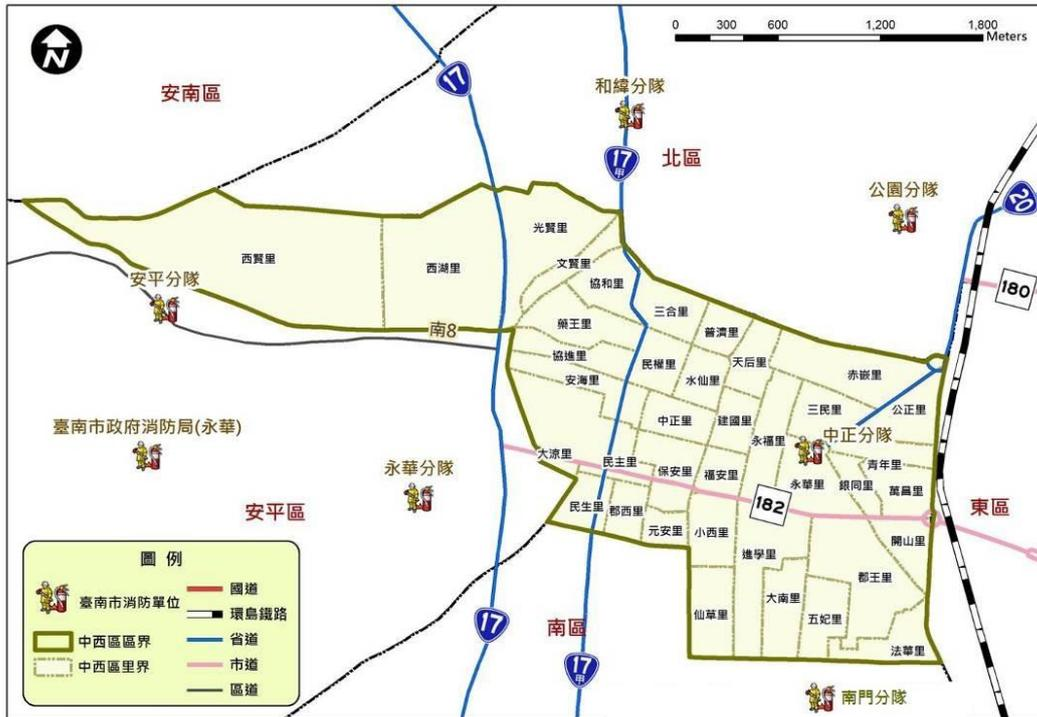 0 300 600 1,200 1,800
Meters
N
17
安南區
和緯分隊
17
甲
北區
公園分隊
20
180
光賢里
西賢里
西湖里
文賢里
協和里
安平分隊
三合里
普濟里
南8
藥王里
協進里
安海里
民權里
天后里
水仙里
赤嵌里
三民里
公正里
中正里
建國里
永福里
中正分隊
臺南市政府消防局(永華)
大涼里
民主里
保安里
福安里
永華里
銀同里
青年里
萬昌里
永華分隊
182
東區
安平區
民生里
郡西里
元安里
小西里
進學里
開山里
郡王里
大南里
仙草里
五妃里
法華里
17
南區
17
甲
南門分隊
圖 例
臺南市消防單位
中西區區界
中西區里界
國道
環島鐵路
省道
市道
區道